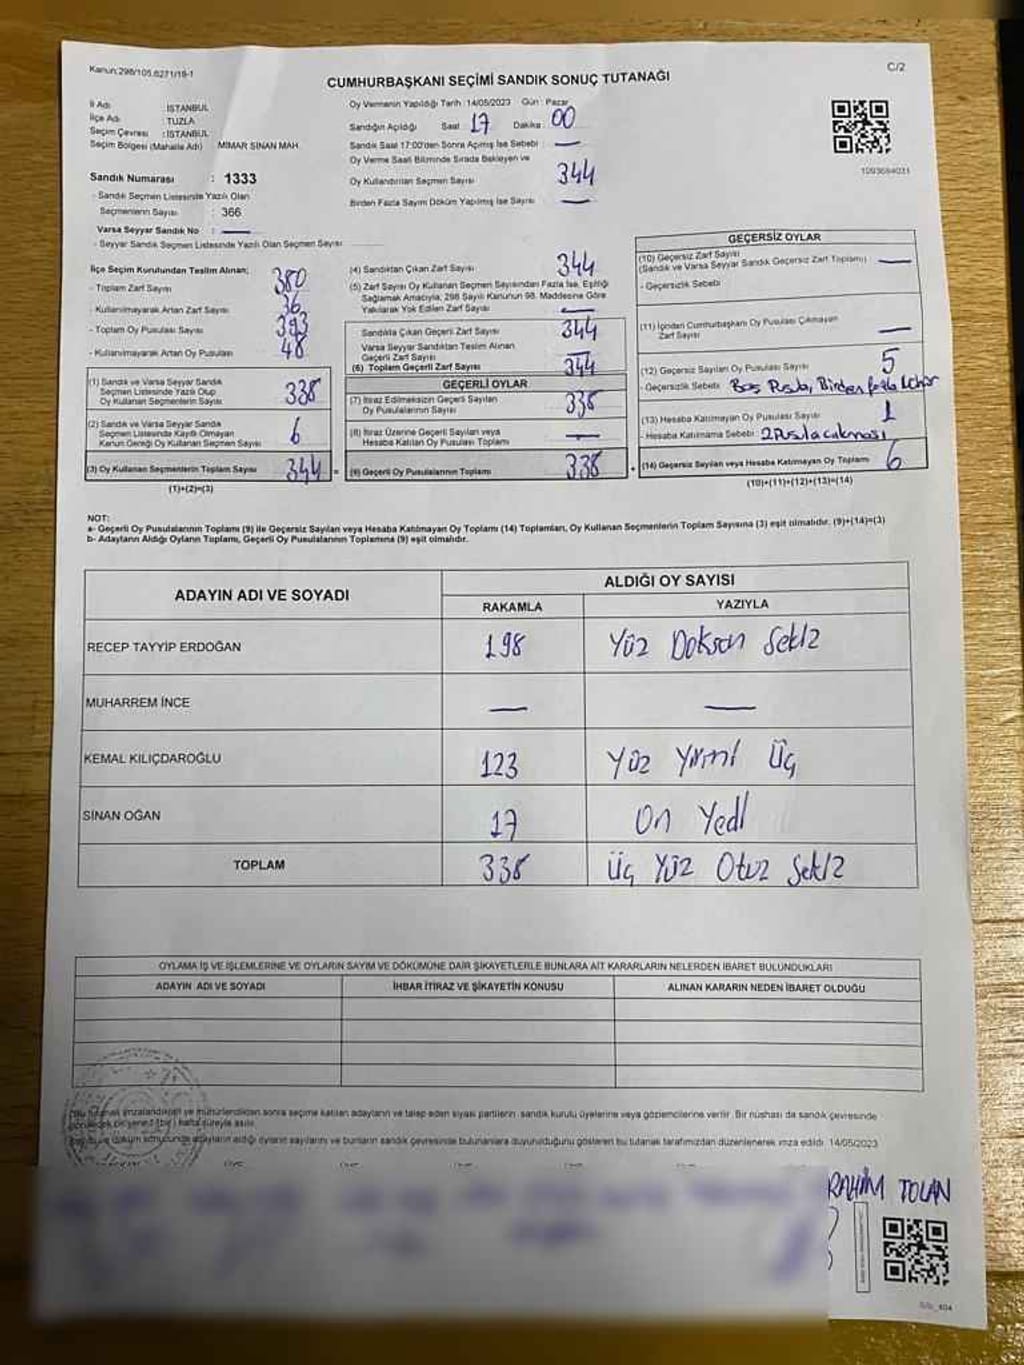 Kanun:298/105.6271/19-1
CUMHURBAŞKANI SEÇİMİ SANDIK SONUÇ TUTANAĞI
C/2
İl Adı : İSTANBUL
İlçe Adı : TUZLA
Seçim Çevresi : İSTANBUL
Seçim Bölgesi (Mahalle Adı) MİMAR SİNAN MAH.
Sandık Numarası : 1333
- Sandık Seçmen Listesinde Yazılı Olan
Seçmenlerin Sayısı : 366
Varsa Seyyar Sandık No : —
- Seyyar Sandık Seçmen Listesinde Yazılı Olan Seçmen Sayısı
Oy Vermenin Yapıldığı Tarih : 14/05/2023 Gün : Pazar
Sandığın Açıldığı Saat : 17 Dakika : 00
Sandık Saat 17:00'den Sonra Açılmış İse Sebebi : —
Oy Verme Saati Bitiminde Sırada Bekleyen ve
Oy Kullandırılan Seçmen Sayısı 344
Birden Fazla Sayım Döküm Yapılmış İse Sayısı —
1093694031
İlçe Seçim Kurulundan Teslim Alınan;
- Toplam Zarf Sayısı 380
- Kullanılmayarak Artan Zarf Sayısı 36
- Toplam Oy Pusulası Sayısı 393
- Kullanılmayarak Artan Oy Pusulası 48
(1) Sandık ve Varsa Seyyar Sandık
Seçmen Listesinde Yazılı Olup
Oy Kullanan Seçmenlerin Sayısı 338
(2) Sandık ve Varsa Seyyar Sandık
Seçmen Listesinde Kayıtlı Olmayan
Kanun Gereği Oy Kullanan Seçmen Sayısı 6
(3) Oy Kullanan Seçmenlerin Toplam Sayısı 344 =
(1)+(2)=(3)
(4) Sandıktan Çıkan Zarf Sayısı 344
(5) Zarf Sayısı Oy Kullanan Seçmen Sayısından Fazla İse, Eşitliği
Sağlamak Amacıyla; 298 Sayılı Kanunun 98. Maddesine Göre
Yakılarak Yok Edilen Zarf Sayısı —
Sandıkta Çıkan Geçerli Zarf Sayısı 344
Varsa Seyyar Sandıktan Teslim Alınan
Geçerli Zarf Sayısı —
(6) Toplam Geçerli Zarf Sayısı 344
GEÇERLİ OYLAR
(7) İtiraz Edilmeksizin Geçerli Sayılan
Oy Pusulalarının Sayısı 338
(8) İtiraz Üzerine Geçerli Sayılan veya
Hesaba Katılan Oy Pusulası Toplamı —
(9) Geçerli Oy Pusulalarının Toplamı 338 +
GEÇERSİZ OYLAR
(10) Geçersiz Zarf Sayısı
(Sandık ve Varsa Seyyar Sandık Geçersiz Zarf Toplamı) —
- Geçersizlik Sebebi
(11) İçinden Cumhurbaşkanı Oy Pusulası Çıkmayan
Zarf Sayısı —
(12) Geçersiz Sayılan Oy Pusulası Sayısı 5
- Geçersizlik Sebebi Boş Pusula, Birden fazla
(13) Hesaba Katılmayan Oy Pusulası Sayısı 1
- Hesaba Katılmama Sebebi 2 Pusula çıkması
(14) Geçersiz Sayılan veya Hesaba Katılmayan Oy Toplamı 6
(10)+(11)+(12)+(13)=(14)
NOT:
a- Geçerli Oy Pusulalarının Toplamı (9) ile Geçersiz Sayılan veya Hesaba Katılmayan Oy Toplamı (14) Toplamları, Oy Kullanan Seçmenlerin Toplam Sayısına (3) eşit olmalıdır. (9)+(14)=(3)
b- Adayların Aldığı Oyların Toplamı, Geçerli Oy Pusulalarının Toplamına (9) eşit olmalıdır.
ADAYIN ADI VE SOYADI ALDIĞI OY SAYISI
RAKAMLA YAZIYLA
RECEP TAYYİP ERDOĞAN 198 Yüz Doksan Sekiz
MUHARREM İNCE — —
KEMAL KILIÇDAROĞLU 123 Yüz Yirmi Üç
SİNAN OĞAN 17 On Yedi
TOPLAM 338 Üç Yüz Otuz Sekiz
OYLAMA İŞ VE İŞLEMLERİNE VE OYLARIN SAYIM VE DÖKÜMÜNE DAİR ŞİKAYETLERLE BUNLARA AİT KARARLARIN NELERDEN İBARET BULUNDUKLARI
ADAYIN ADI VE SOYADI İHBAR İTİRAZ VE ŞİKAYETİN KONUSU ALINAN KARARIN NEDEN İBARET OLDUĞU
Bu tutanak imzalandıktan ve mühürlendikten sonra seçime katılan adayların ve talep eden siyasi partilerin sandık kurulu üyelerine veya gözlemcilerine verilir. Bir nüshası da sandık çevresinde
hafta süreyle asılır.
döküm sonucunda adayların aldığı oyların sayılarını ve bunların sandık çevresinde bulunanlara duyurulduğunu gösteren bu tutanak tarafımızdan düzenlenerek imza edildi. 14/05/2023
RAHİM TOLAN